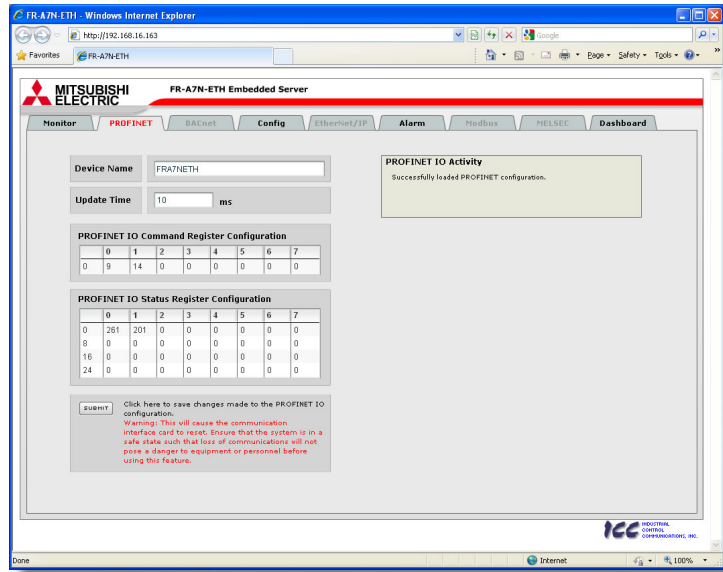 FR-A7N-ETH - Windows Internet Explorer
http://192.168.16.163
Google
Favorites
FR-A7N-ETH
Page
Safety
Tools
»
MITSUBISHI
ELECTRIC
FR-A7N-ETH Embedded Server
Monitor
PROFINET
BACnet
Config
EtherNet/IP
Alarm
Modbus
MELSEC
Dashboard
Device Name
FRA7NETH
Update Time
10
ms
PROFINET IO Command Register Configuration
0 1 2 3 4 5 6 7
0 9 14 0 0 0 0 0 0
PROFINET IO Status Register Configuration
0 1 2 3 4 5 6 7
0 261 201 0 0 0 0 0 0
8 0 0 0 0 0 0 0 0
16 0 0 0 0 0 0 0 0
24 0 0 0 0 0 0 0 0
SUBMIT
Click here to save changes made to the PROFINET IO
configuration.
Warning: This will cause the communication
interface card to reset. Ensure that the system is in a
safe state such that loss of communications will not
pose a danger to equipment or personnel before
using this feature.
PROFINET IO Activity
Successfully loaded PROFINET configuration.
ICC
INDUSTRIAL
CONTROL
COMMUNICATIONS, INC.
Done
Internet
100%